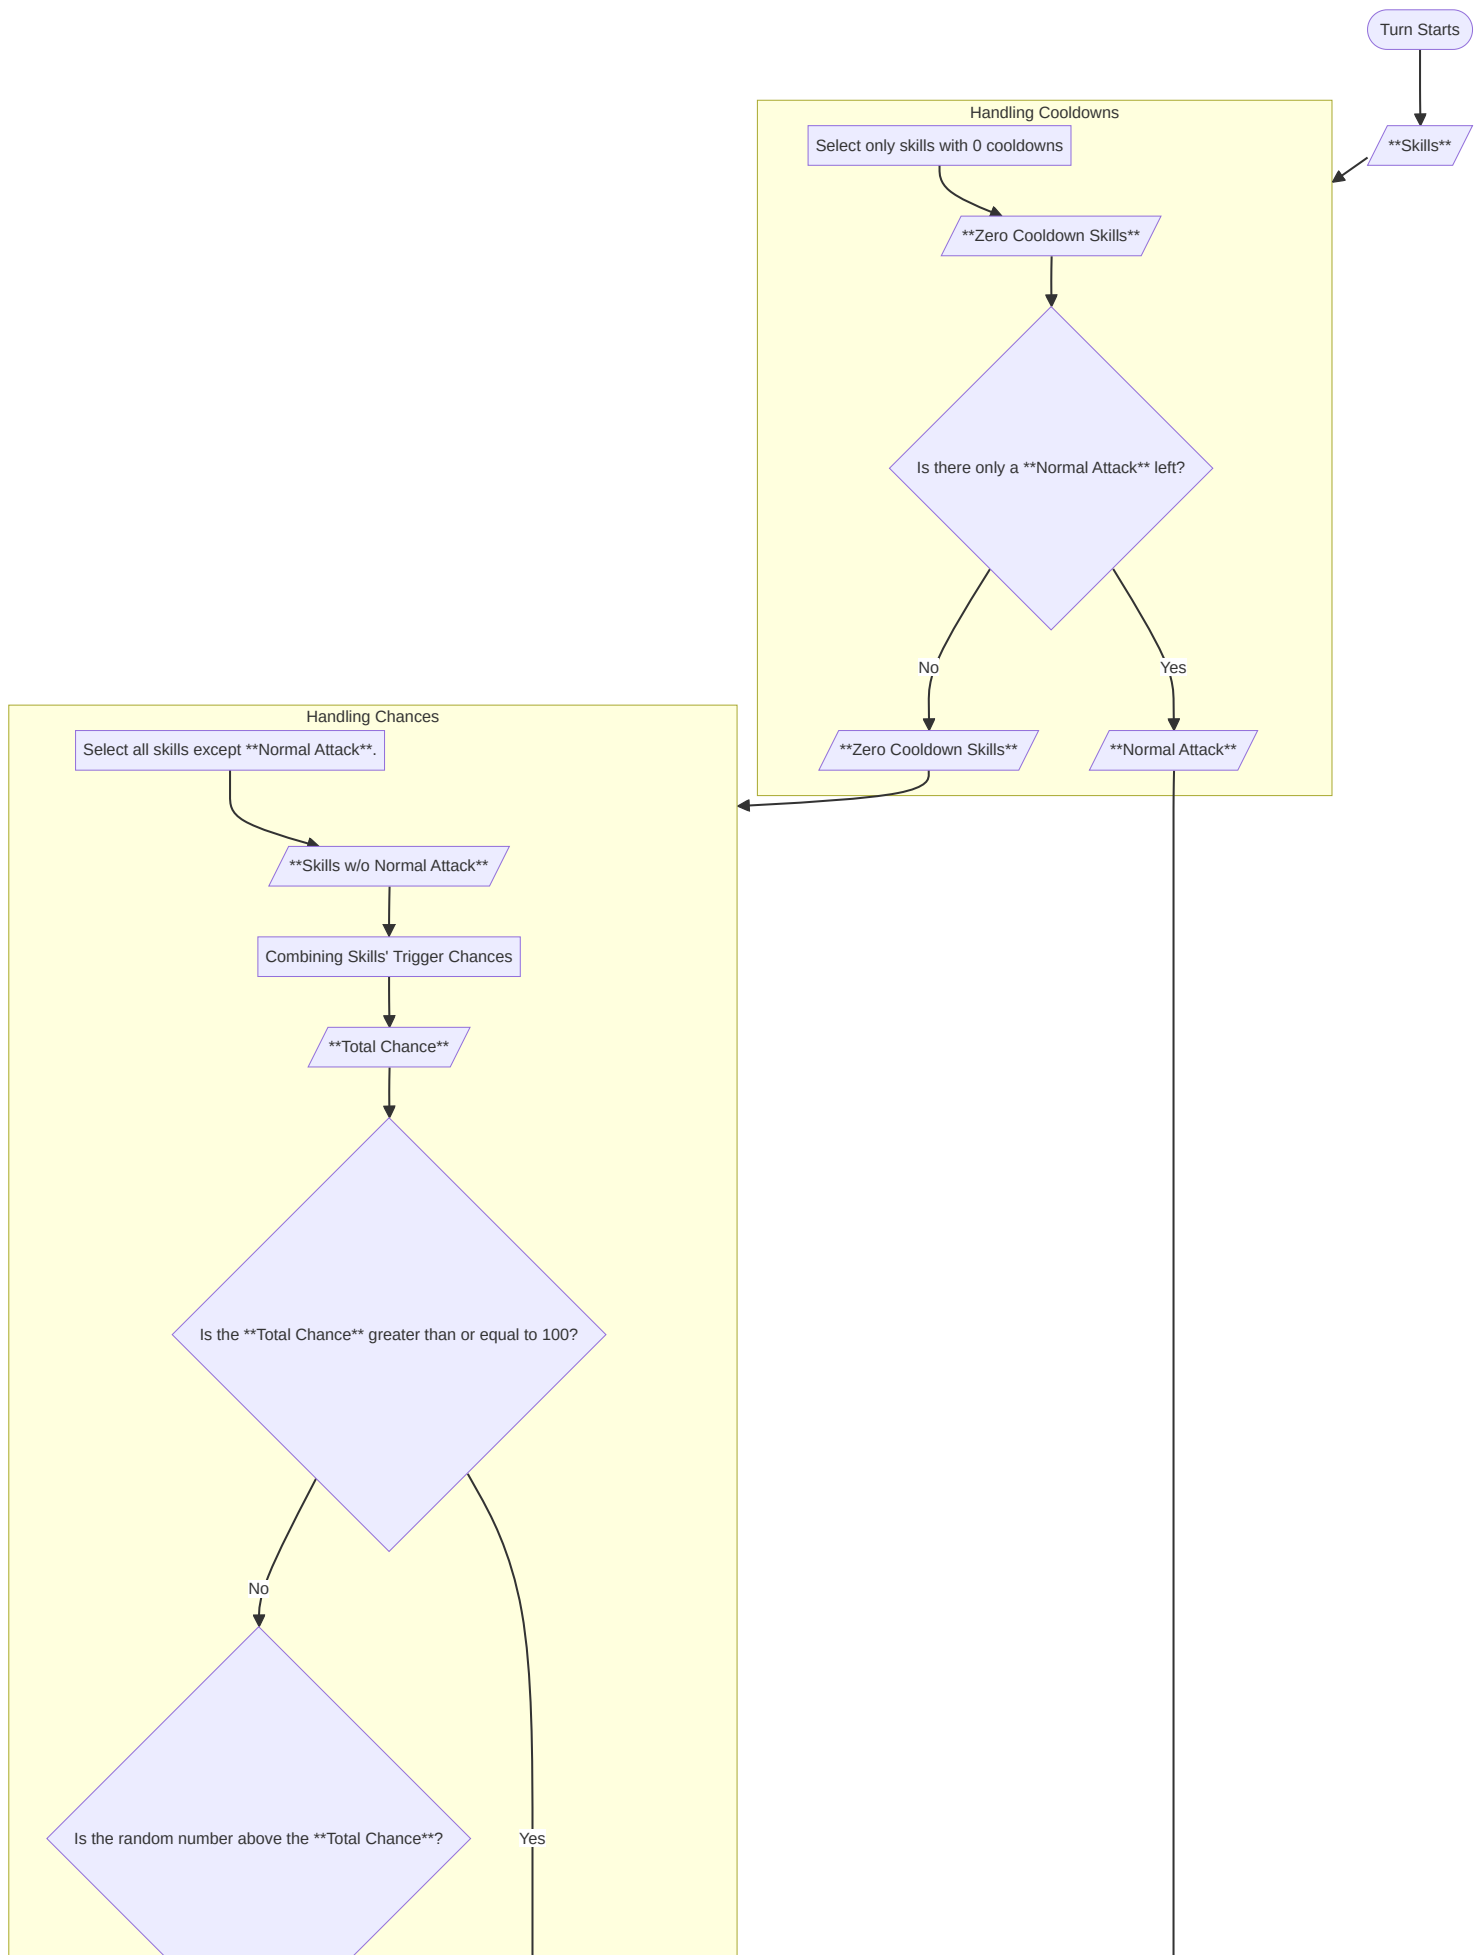 Turn Starts
**Skills**
Handling Cooldowns
Select only skills with 0 cooldowns
**Zero Cooldown Skills**
Is there only a **Normal Attack** left?
No
Yes
**Zero Cooldown Skills**
**Normal Attack**
Handling Chances
Select all skills except **Normal Attack**.
**Skills w/o Normal Attack**
Combining Skills' Trigger Chances
**Total Chance**
Is the **Total Chance** greater than or equal to 100?
No
Is the random number above the **Total Chance**?
Yes